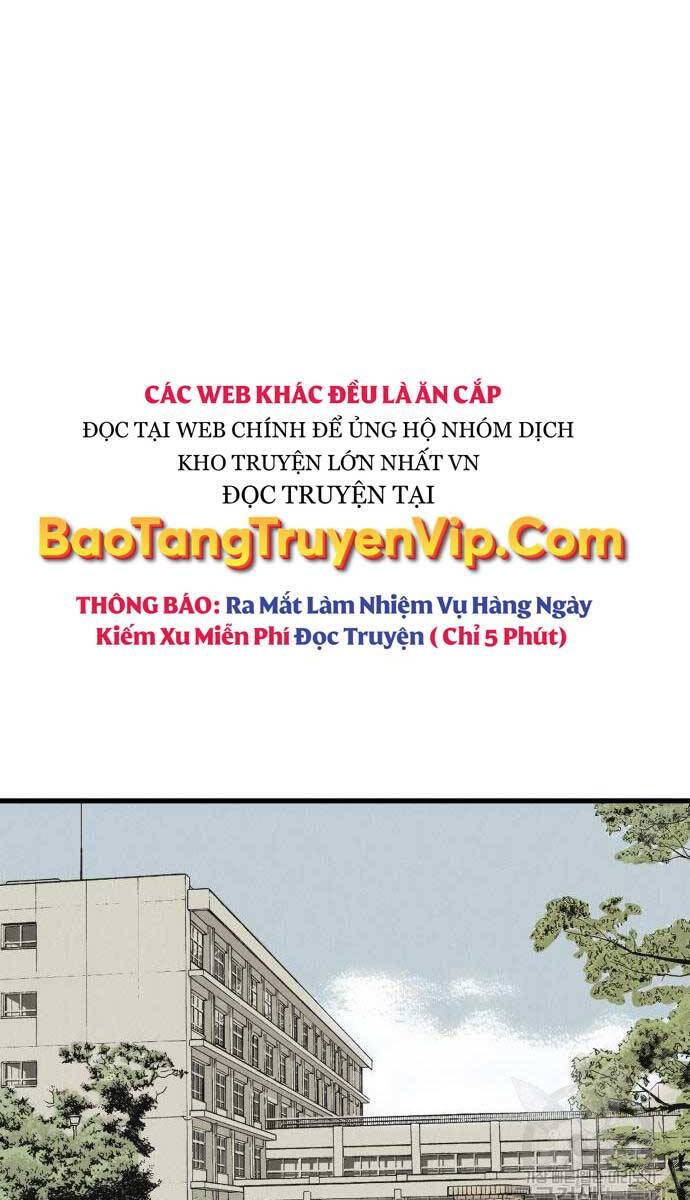 CÁC WEB KHÁC ĐỀU LÀ ĂN CẮP
ĐỌC TẠI WEB CHÍNH ĐỂ ỦNG HỘ NHÓM DỊCH
KHO TRUYỆN LỚN NHẤT VN
ĐỌC TRUYỆN TẠI
BaoTangTruyenVip.Com
THÔNG BÁO: Ra Mắt Làm Nhiệm Vụ Hàng Ngày
Kiếm Xu Miễn Phí Đọc Truyện ( Chỉ 5 Phút)